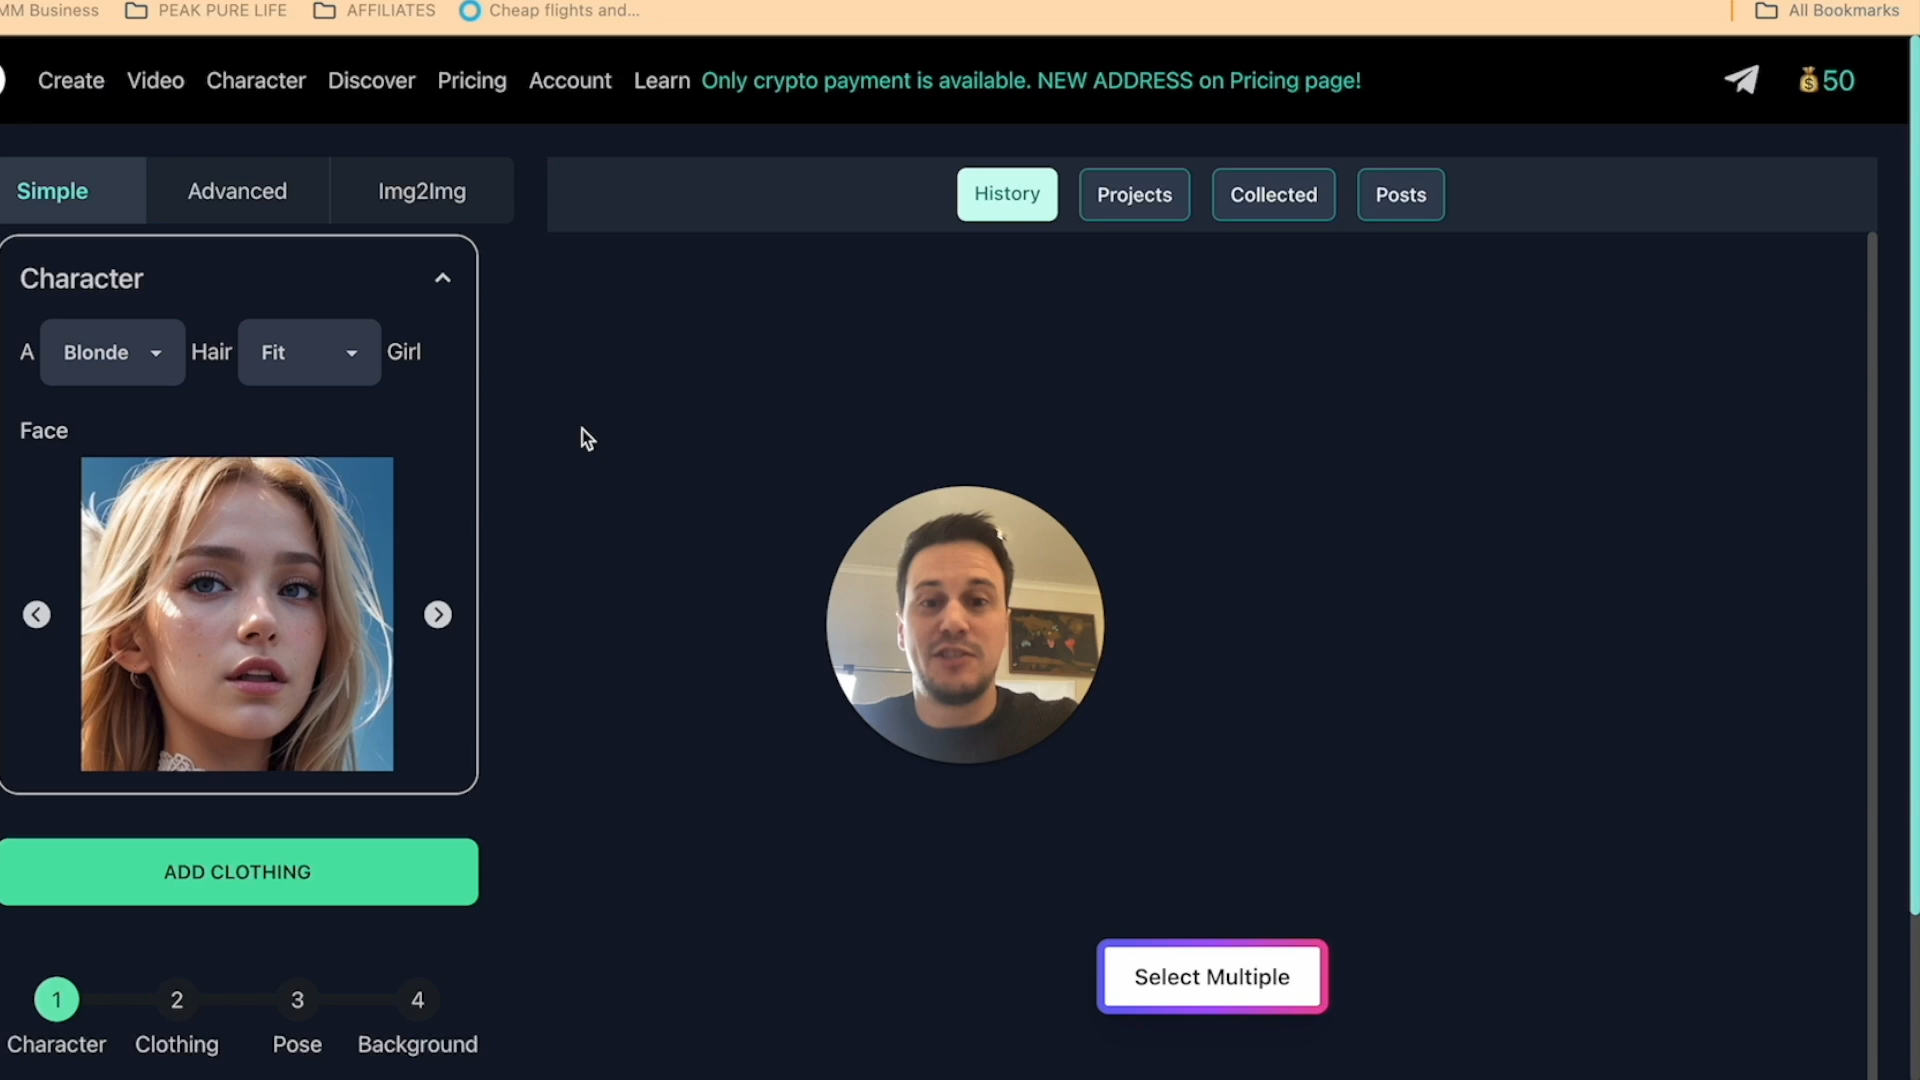 MM Business PEAK PURE LIFE AFFILIATES Cheap flights and... All Bookmarks
Create Video Character Discover Pricing Account Learn Only crypto payment is available. NEW ADDRESS on Pricing page! 50
Simple Advanced Img2Img
History Projects Collected Posts
Character
A Blonde Hair Fit Girl
Face
ADD CLOTHING
Select Multiple
1 2 3 4
Character Clothing Pose Background